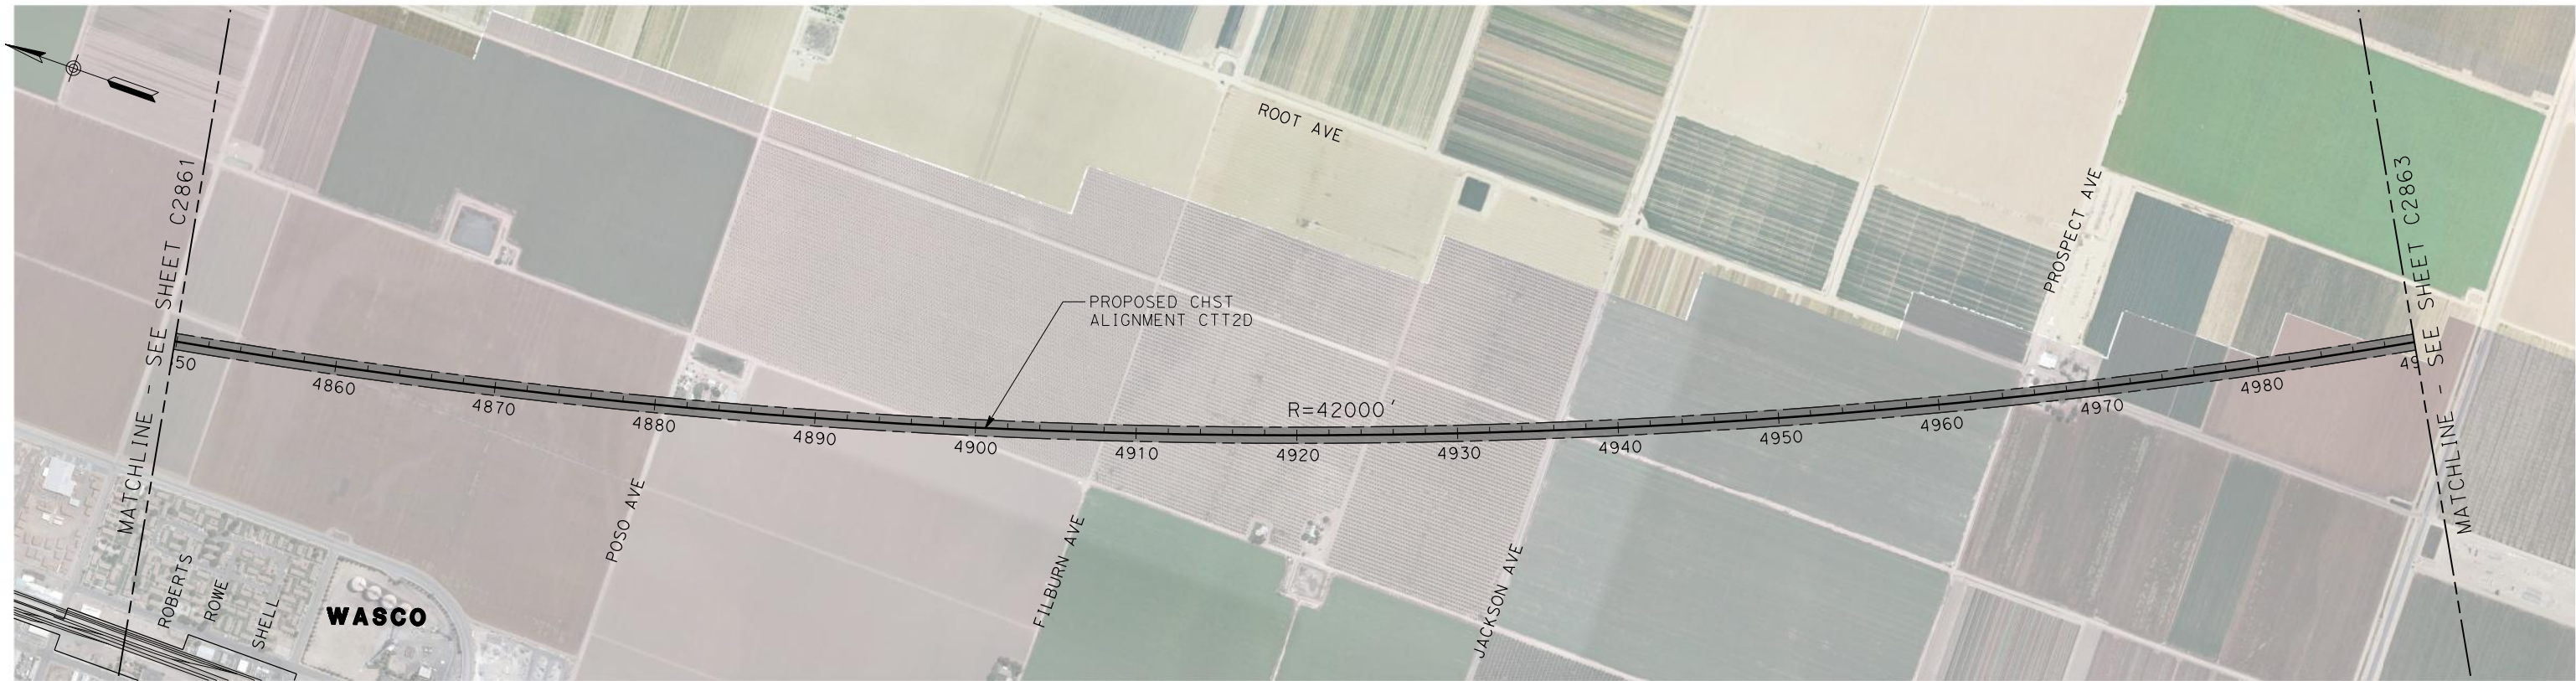 MATCHLINE - SEE SHEET C2861
ROOT AVE
PROSPECT AVE
MATCHLINE - SEE SHEET C2863
PROPOSED CHST
ALIGNMENT CTT2D
R=42000'
50
4860
4870
4880
4890
4900
4910
4920
4930
4940
4950
4960
4970
4980
49
POSO AVE
FILBURN AVE
JACKSON AVE
ROBERTS
ROWE
SHELL
WASCO